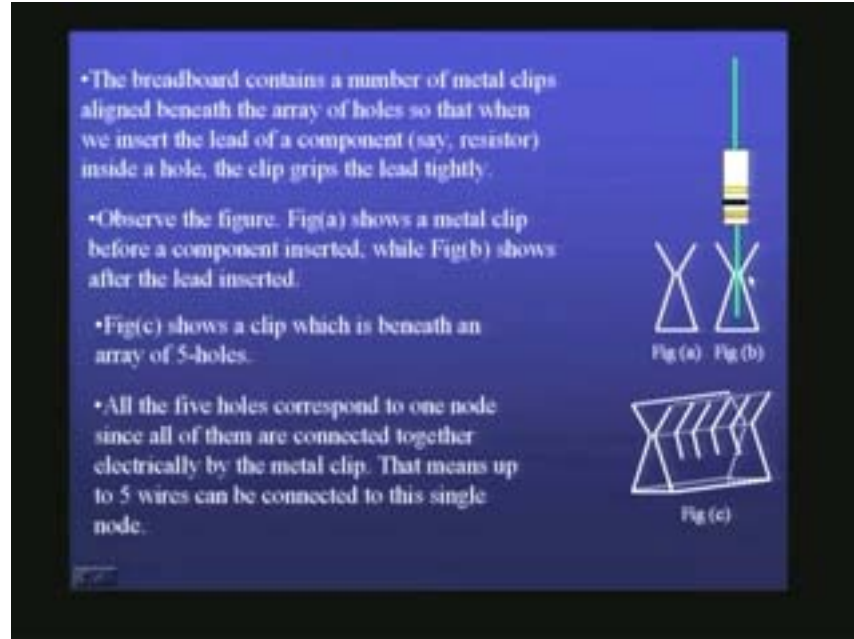 •The breadboard contains a number of metal clips
aligned beneath the array of holes so that when
we insert the lead of a component (say, resistor)
inside a hole, the clip grips the lead tightly.
•Observe the figure. Fig(a) shows a metal clip
before a component inserted, while Fig(b) shows
after the lead inserted.
•Fig(c) shows a clip which is beneath an
array of 5-holes.
•All the five holes correspond to one node
since all of them are connected together
electrically by the metal clip. That means up
to 5 wires can be connected to this single
node.
Fig (a) Fig (b)
Fig (c)